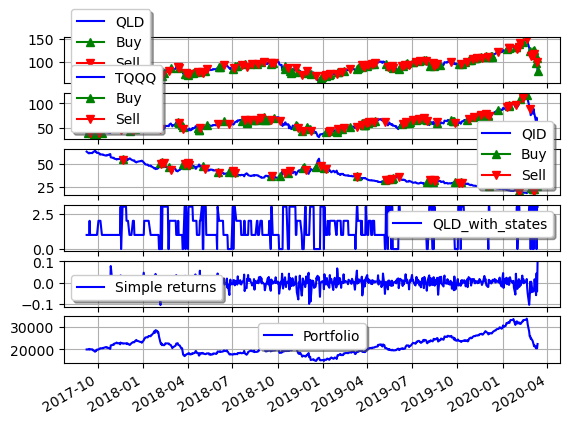 QLD
Buy
Sell
150
100
TQQQ
Buy
Sell
100
50
QID
Buy
Sell
50
25
QLD_with_states
2.5
0.0
Simple returns
0.1
0.0
-0.1
Portfolio
30000
20000
2017-10
2018-01
2018-04
2018-07
2018-10
2019-01
2019-04
2019-07
2019-10
2020-01
2020-04